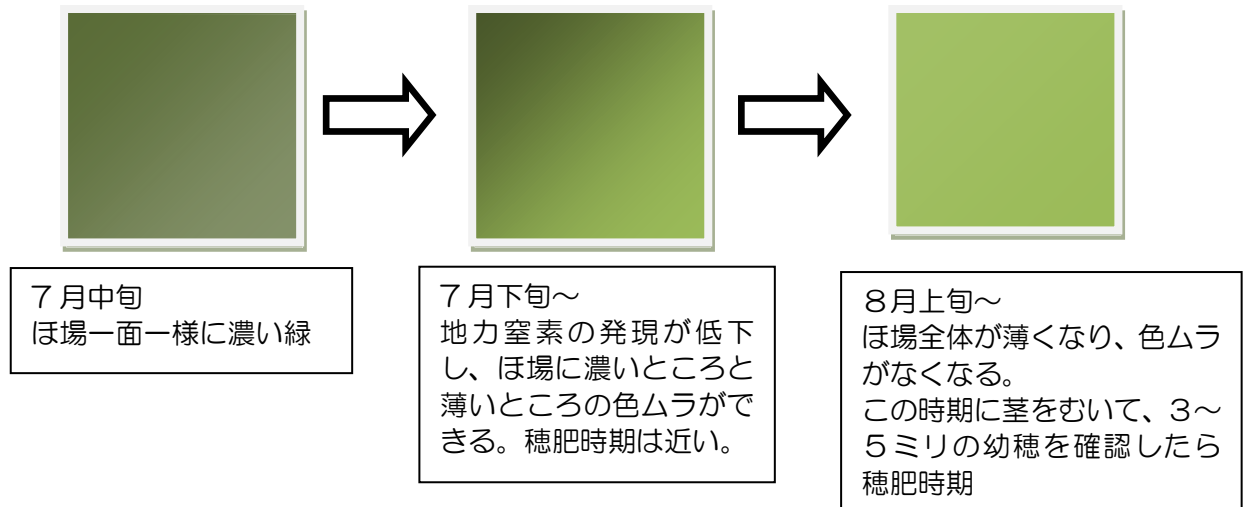 ７月中旬
ほ場一面一様に濃い緑
７月下旬～
地力窒素の発現が低下
し、ほ場に濃いところと
薄いところの色ムラがで
きる。穂肥時期は近い。
８月上旬～
ほ場全体が薄くなり、色ムラ
がなくなる。
この時期に茎をむいて、３～
５ミリの幼穂を確認したら
穂肥時期